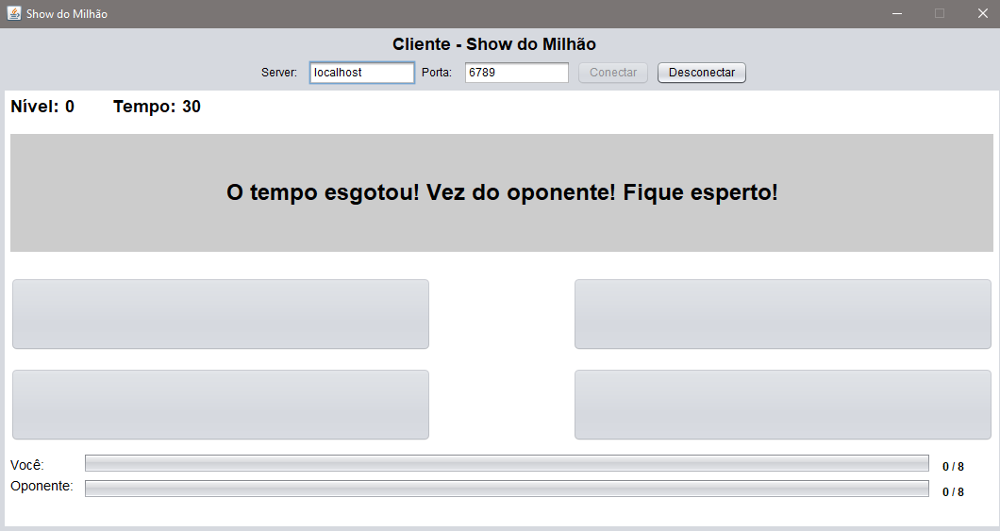 Show do Milhão
Cliente - Show do Milhão
Server: localhost Porta: 6789 Conectar Desconectar
Nível: 0 Tempo: 30
O tempo esgotou! Vez do oponente! Fique esperto!
Você: 0 / 8
Oponente: 0 / 8